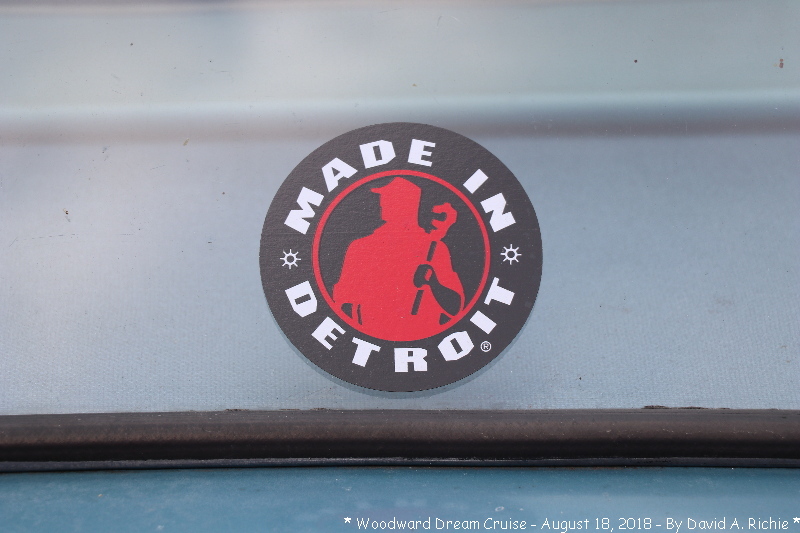 MADE IN
DETROIT
®
* Woodward Dream Cruise - August 18, 2018 - By David A. Richie *